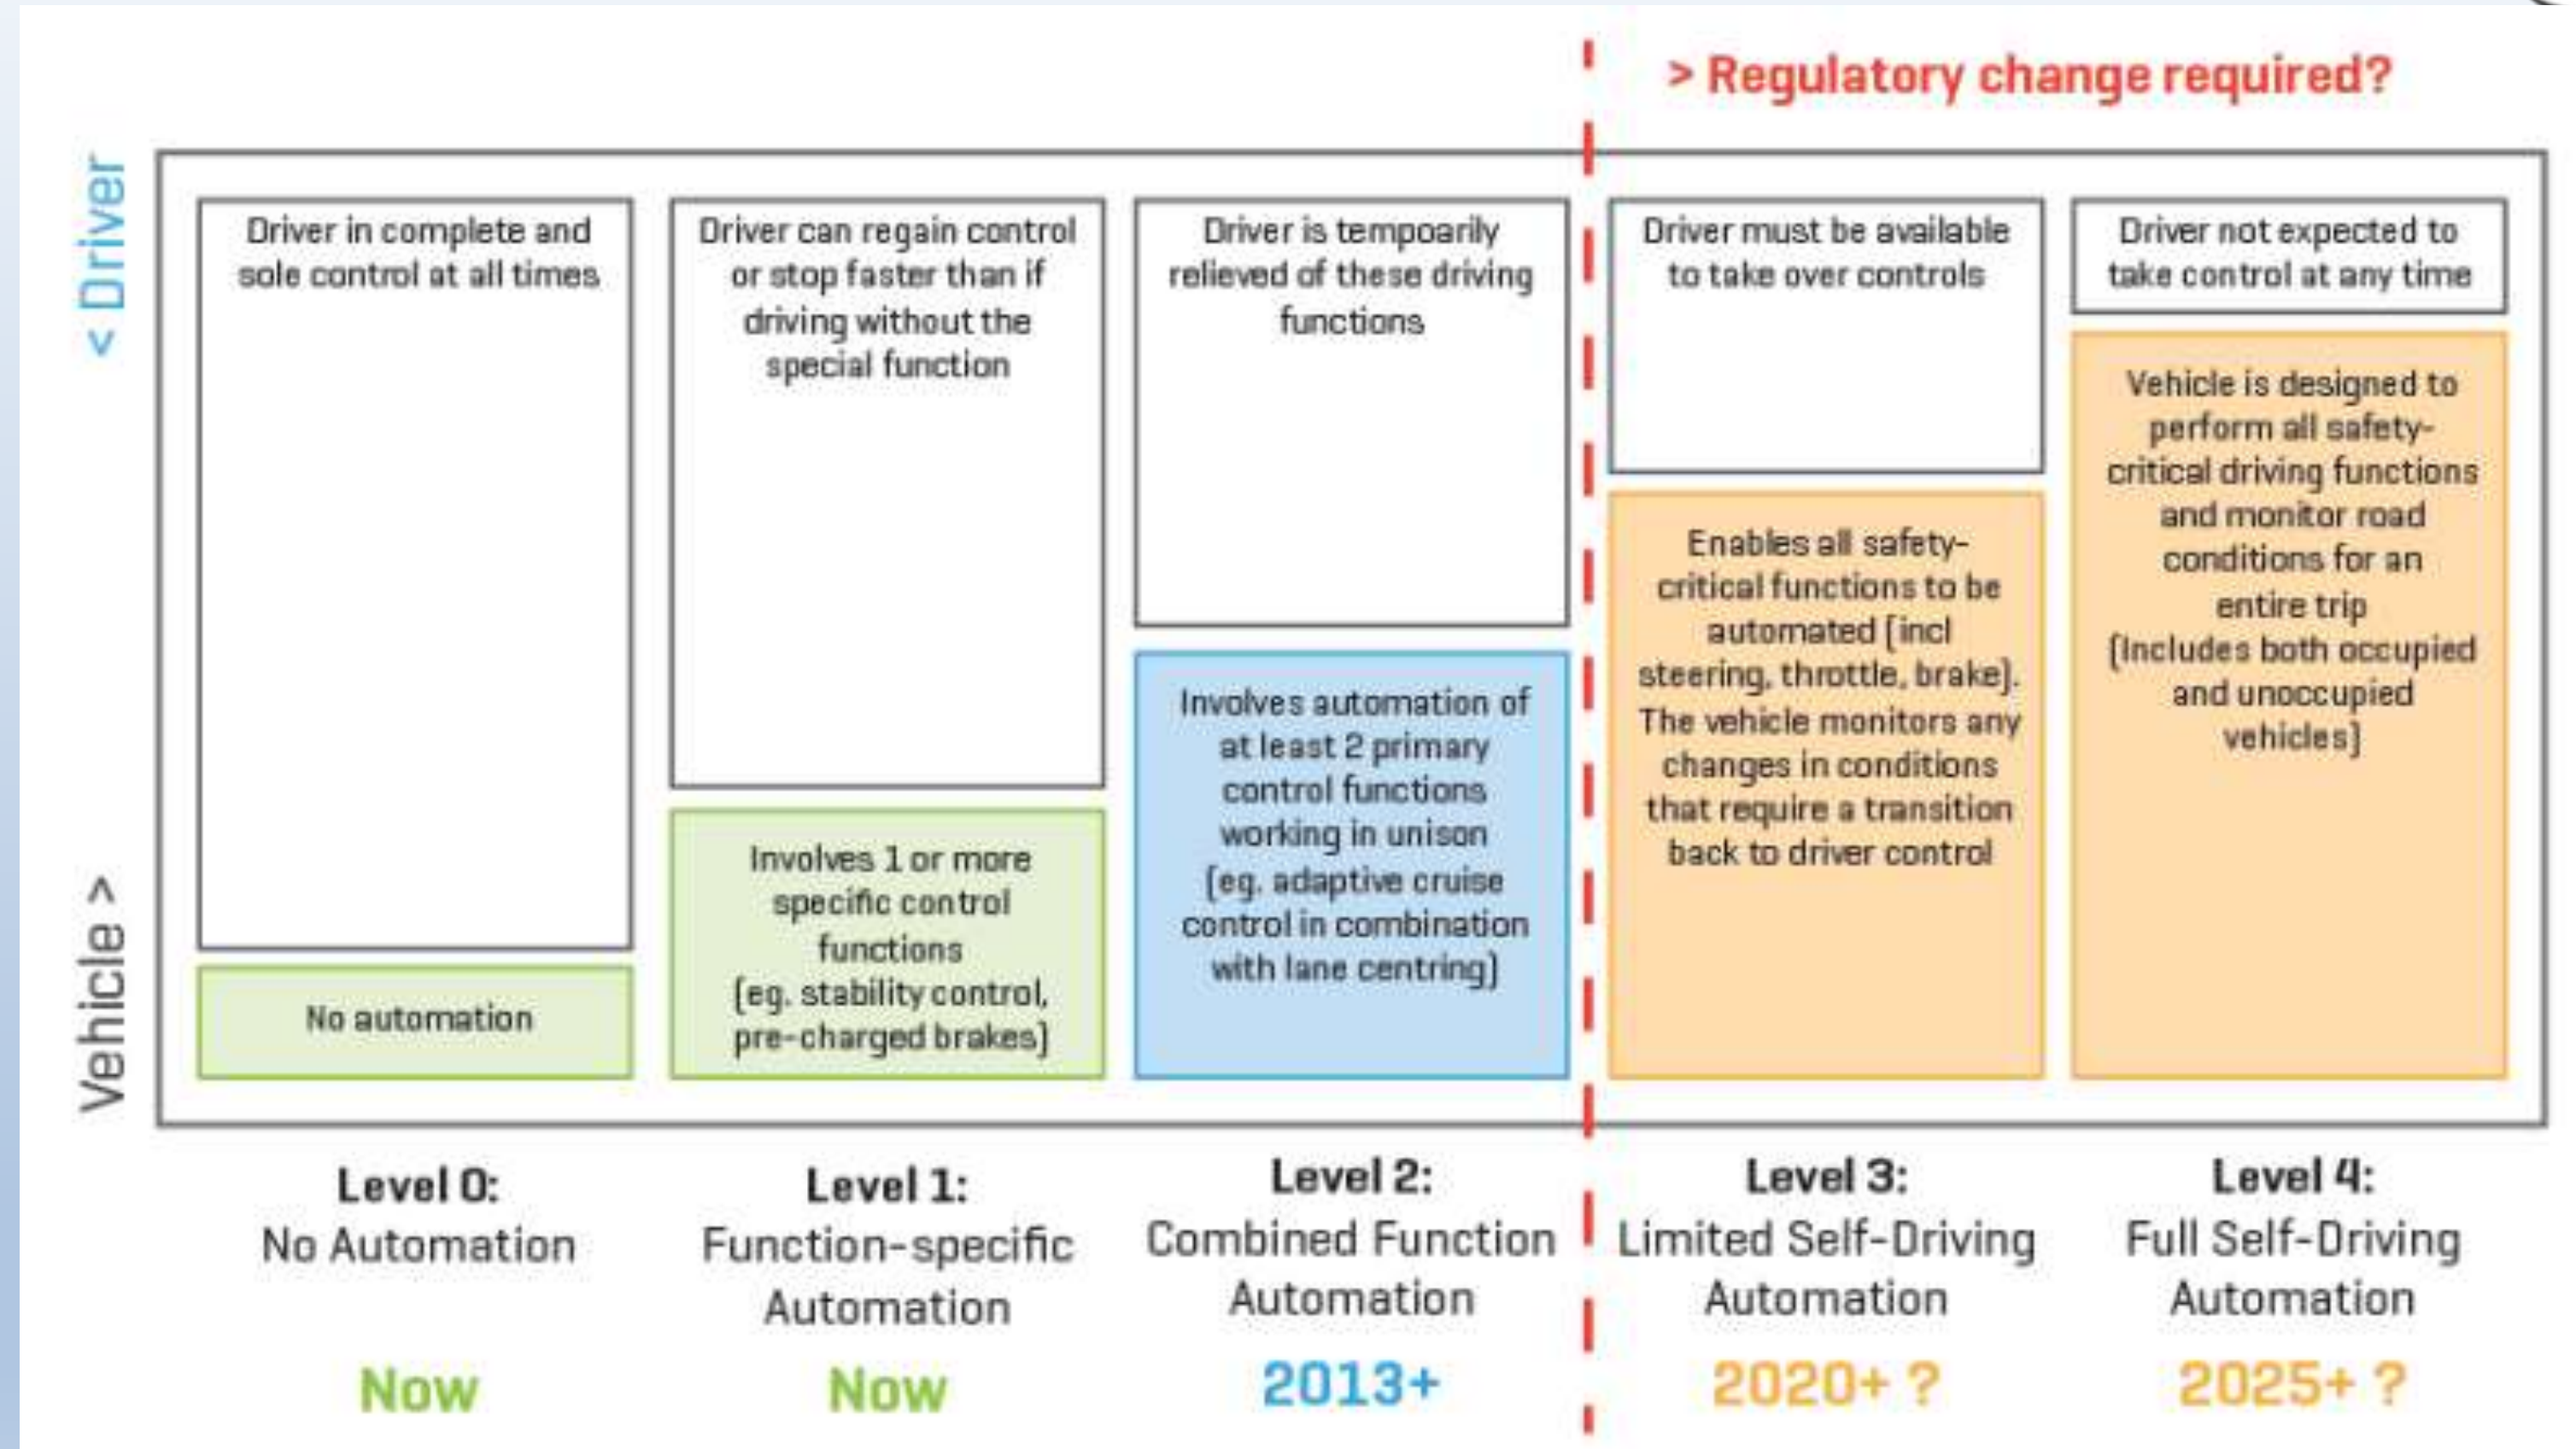 > Regulatory change required?
< Driver
Vehicle >
Driver in complete and
sole control at all times
No automation
Driver can regain control
or stop faster than if
driving without the
special function
Involves 1 or more
specific control
functions
(eg. stability control,
pre-charged brakes)
Driver is tempoarily
relieved of these driving
functions
Involves automation of
at least 2 primary
control functions
working in unison
(eg. adaptive cruise
control in combination
with lane centring)
Driver must be available
to take over controls
Enables all safety-
critical functions to be
automated (incl
steering, throttle, brake).
The vehicle monitors any
changes in conditions
that require a transition
back to driver control
Driver not expected to
take control at any time
Vehicle is designed to
perform all safety-
critical driving functions
and monitor road
conditions for an
entire trip
(Includes both occupied
and unoccupied
vehicles)
Level 0:
No Automation
Now
Level 1:
Function-specific
Automation
Now
Level 2:
Combined Function
Automation
2013+
Level 3:
Limited Self-Driving
Automation
2020+ ?
Level 4:
Full Self-Driving
Automation
2025+ ?